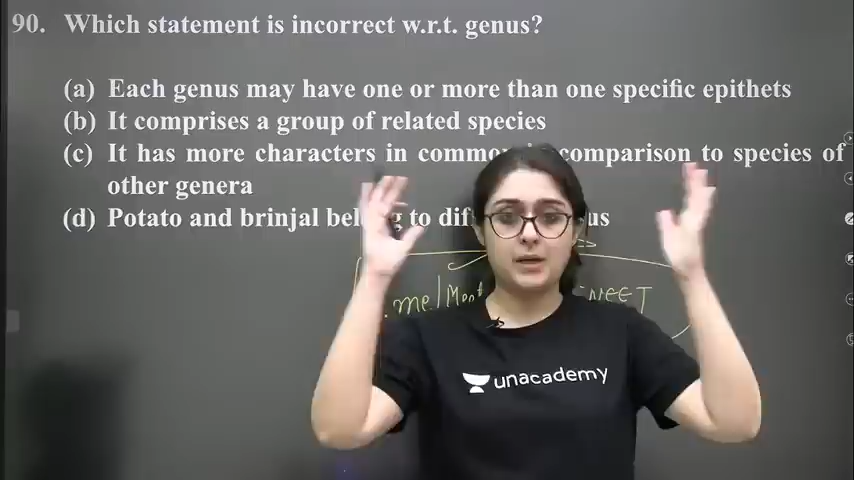 90. Which statement is incorrect w.r.t. genus?
(a) Each genus may have one or more than one specific epithets
(b) It comprises a group of related species
(c) It has more characters in common comparison to species of
other genera
(d) Potato and brinjal belong to
.me/ NEET
unacademy